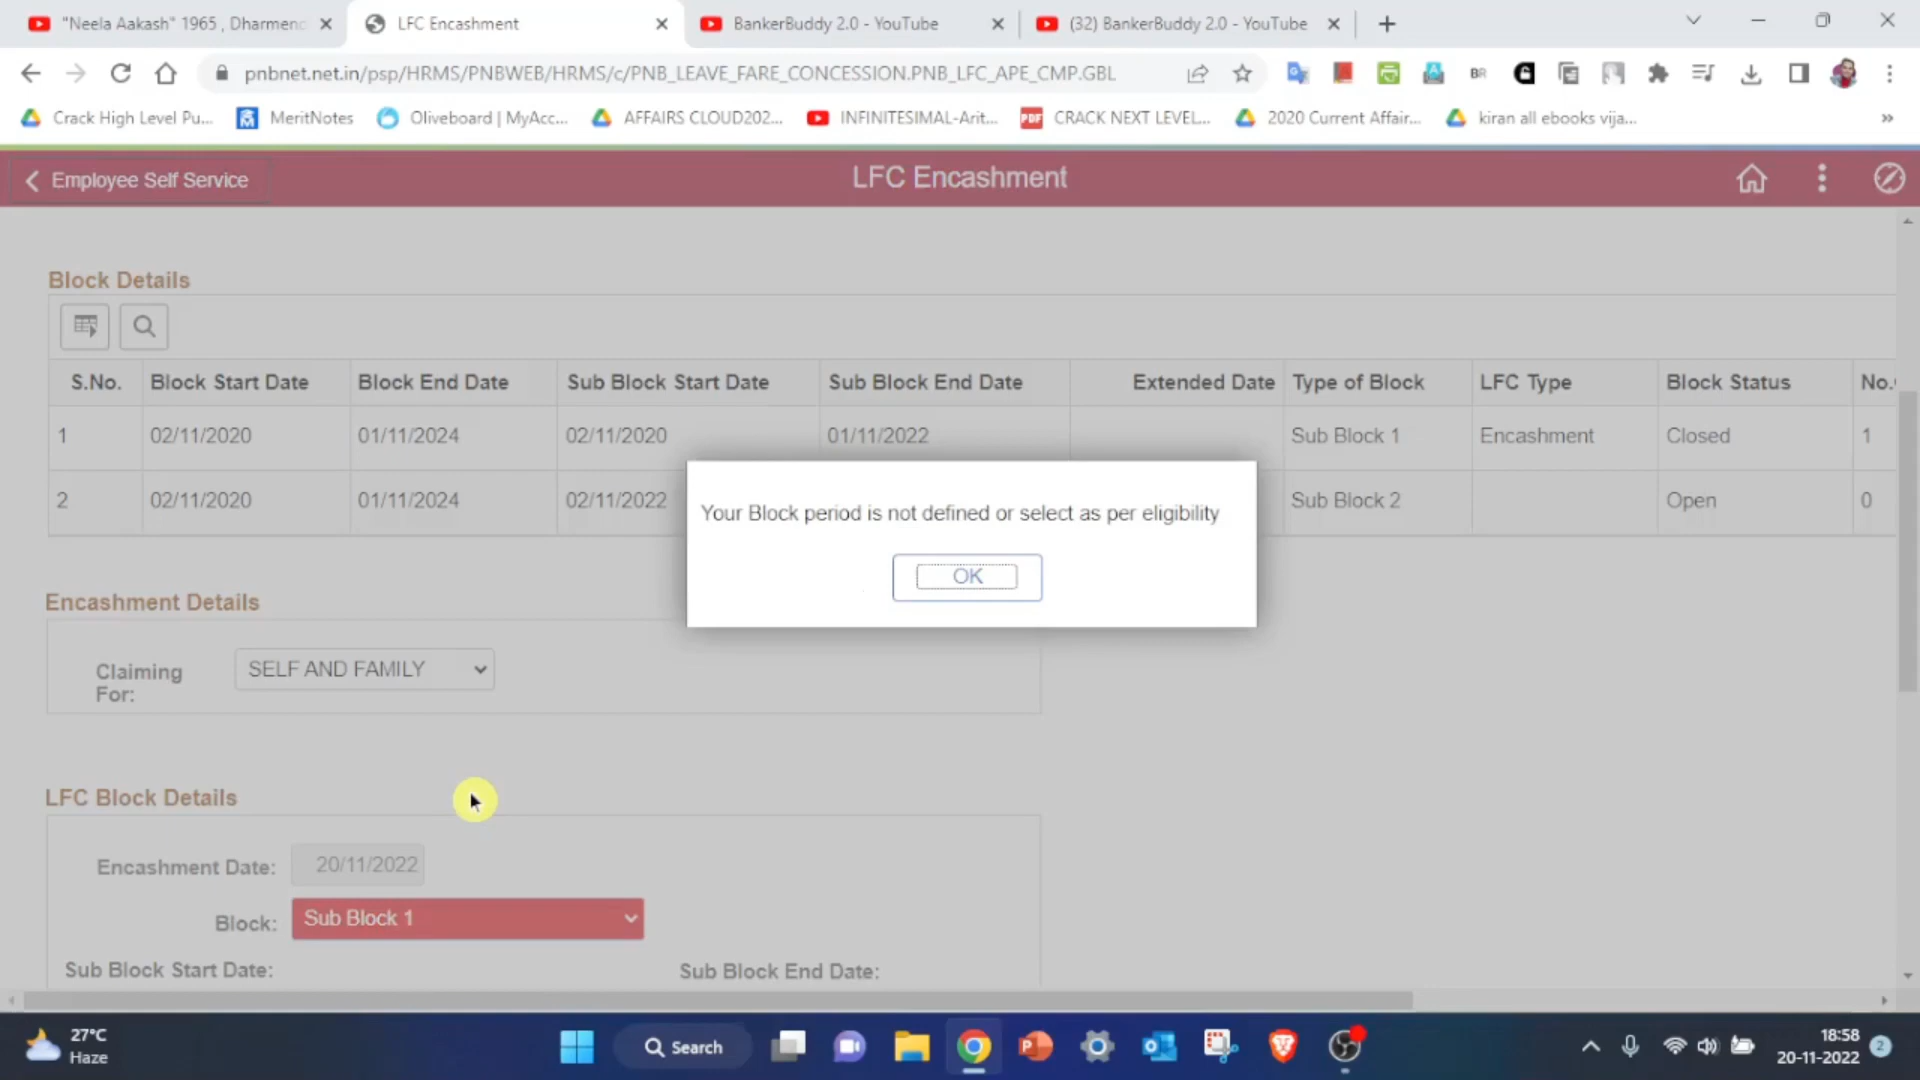 "Neela Aakash" 1965 , Dharmend
LFC Encashment
BankerBuddy 2.0 - YouTube
(32) BankerBuddy 2.0 - YouTube
pnbnet.net.in/psp/HRMS/PNBWEB/HRMS/c/PNB_LEAVE_FARE_CONCESSION.PNB_LFC_APE_CMP.GBL
BR
Crack High Level Pu...
MeritNotes
Oliveboard | MyAcc...
AFFAIRS CLOUD202...
INFINITESIMAL-Arit...
PDF
CRACK NEXT LEVEL...
2020 Current Affair...
kiran all ebooks vija...
»
Employee Self Service
LFC Encashment
Block Details
S.No. Block Start Date Block End Date Sub Block Start Date Sub Block End Date Extended Date Type of Block LFC Type Block Status No.
1 02/11/2020 01/11/2024 02/11/2020 01/11/2022 Sub Block 1 Encashment Closed 1
2 02/11/2020 01/11/2024 02/11/2022 Sub Block 2 Open 0
Your Block period is not defined or select as per eligibility
OK
Encashment Details
Claiming
For:
SELF AND FAMILY
LFC Block Details
Encashment Date: 20/11/2022
Block: Sub Block 1
Sub Block Start Date: Sub Block End Date:
27°C
Haze
Search
18:58
20-11-2022
2